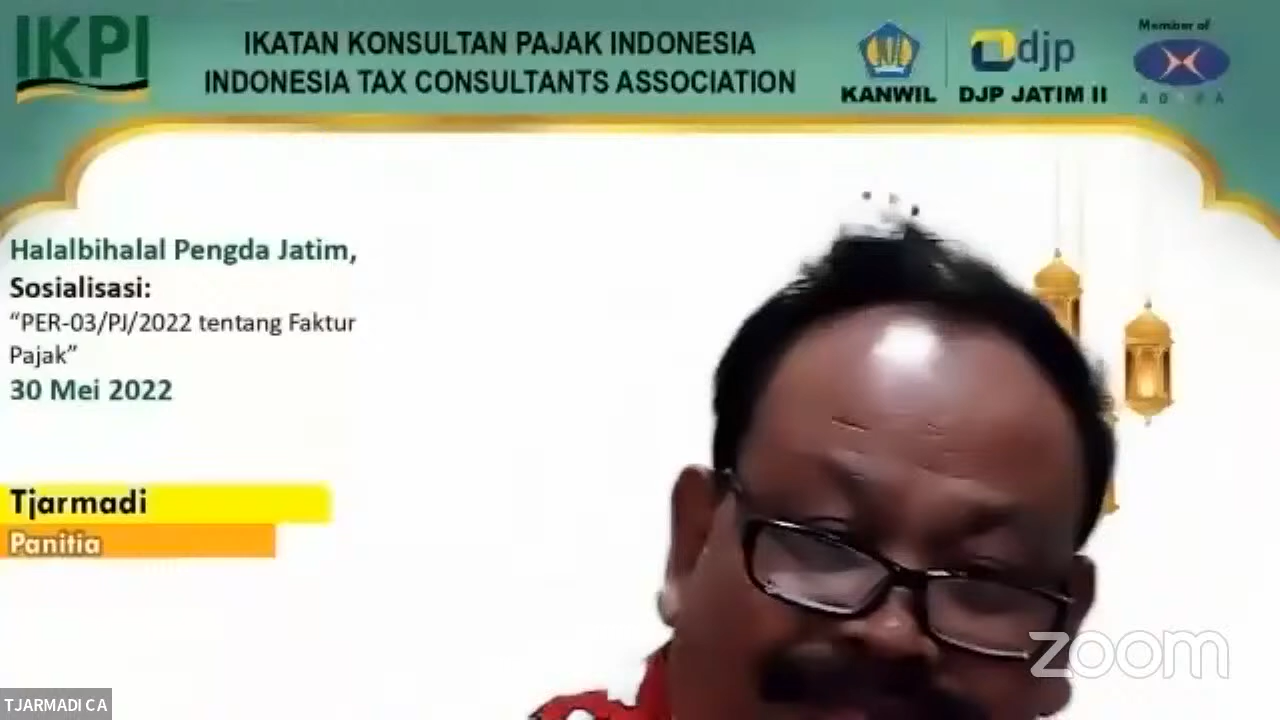 IKPI
IKATAN KONSULTAN PAJAK INDONESIA
INDONESIA TAX CONSULTANTS ASSOCIATION
KANWIL
djp
DJP JATIM II
Member of
Halalbihalal Pengda Jatim,
Sosialisasi:
“PER-03/PJ/2022 tentang Faktur
Pajak”
30 Mei 2022
Tjarmadi
Panitia
zoom
TJARMADI CA